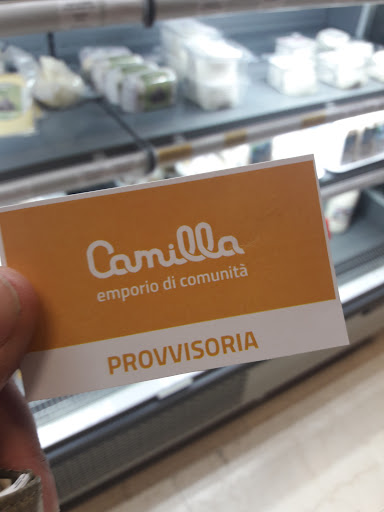 Camilla
emporio di comunità
PROVVISORIA